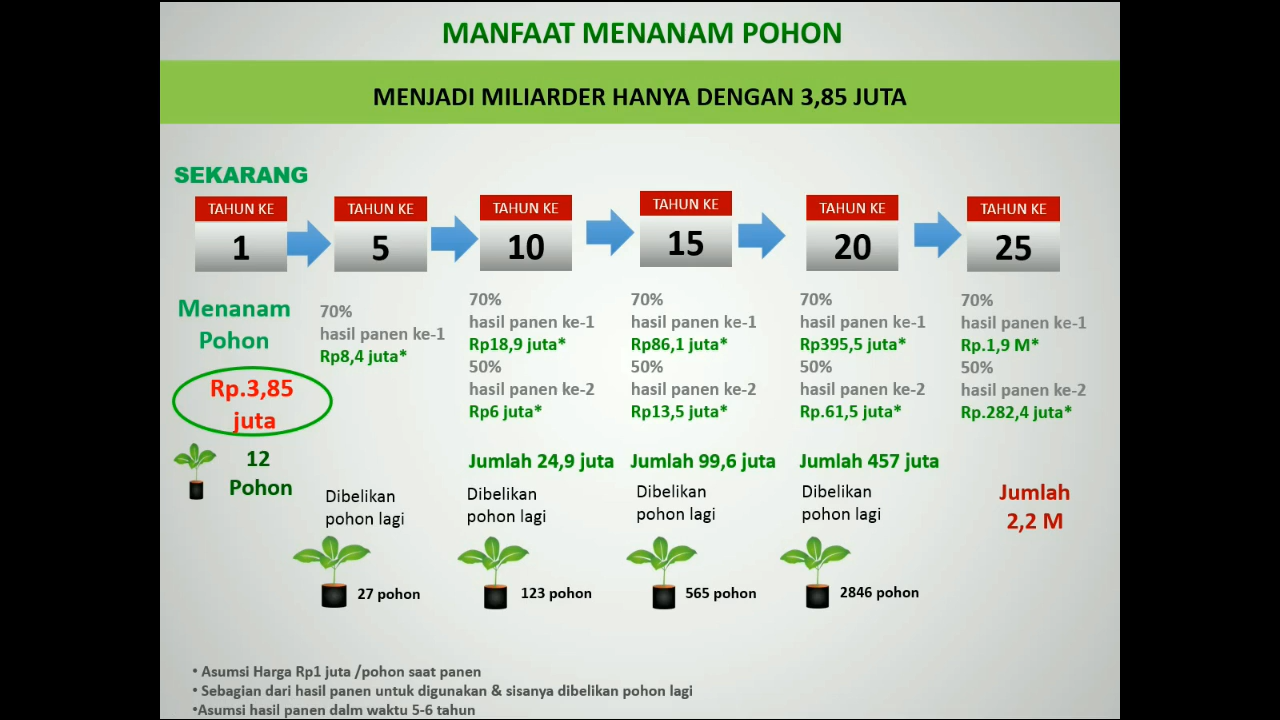 MANFAAT MENANAM POHON
MENJADI MILIARDER HANYA DENGAN 3,85 JUTA
SEKARANG
TAHUN KE
1
TAHUN KE
5
TAHUN KE
10
TAHUN KE
15
TAHUN KE
20
TAHUN KE
25
Menanam
Pohon
Rp.3,85
juta
12
Pohon
70%
hasil panen ke-1
Rp8,4 juta*
Dibelikan
pohon lagi
27 pohon
70%
hasil panen ke-1
Rp18,9 juta*
50%
hasil panen ke-2
Rp6 juta*
Jumlah 24,9 juta
Dibelikan
pohon lagi
123 pohon
70%
hasil panen ke-1
Rp86,1 juta*
50%
hasil panen ke-2
Rp13,5 juta*
Jumlah 99,6 juta
Dibelikan
pohon lagi
565 pohon
70%
hasil panen ke-1
Rp395,5 juta*
50%
hasil panen ke-2
Rp.61,5 juta*
Jumlah 457 juta
Dibelikan
pohon lagi
2846 pohon
70%
hasil panen ke-1
Rp.1,9 M*
50%
hasil panen ke-2
Rp.282,4 juta*
Jumlah
2,2 M
• Asumsi Harga Rp1 juta /pohon saat panen
• Sebagian dari hasil panen untuk digunakan & sisanya dibelikan pohon lagi
•Asumsi hasil panen dalm waktu 5-6 tahun